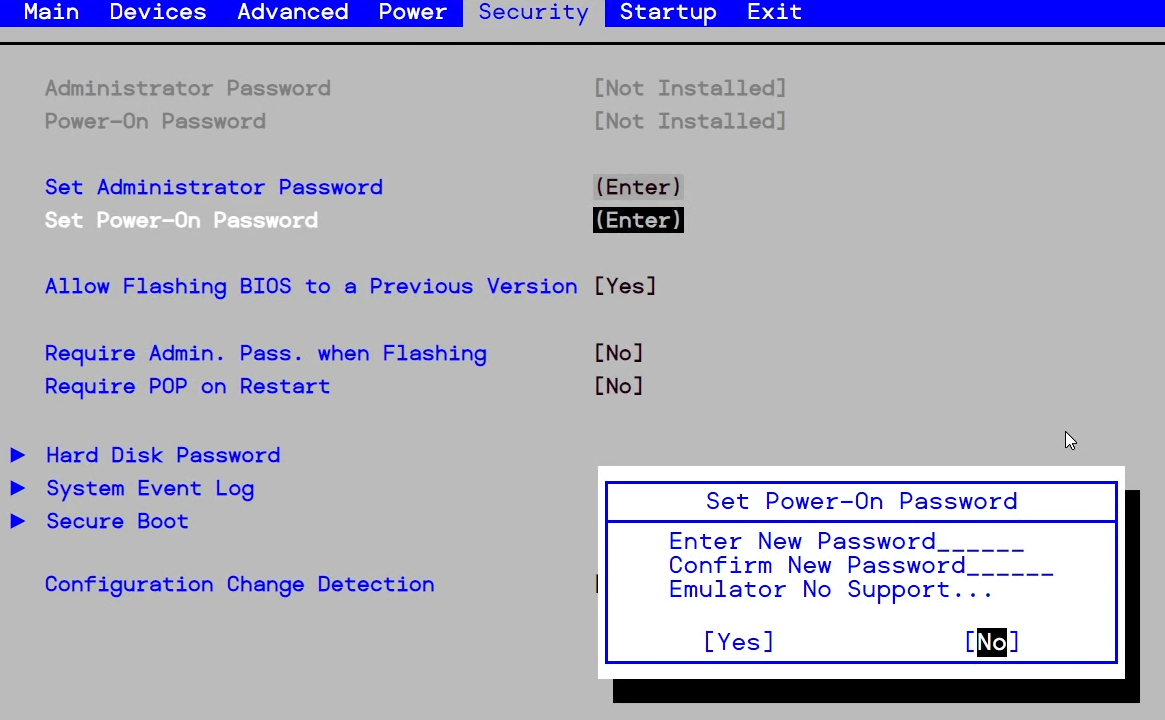 Main Devices Advanced Power Security Startup Exit
Administrator Password [Not Installed]
Power-On Password [Not Installed]
Set Administrator Password (Enter)
Set Power-On Password (Enter)
Allow Flashing BIOS to a Previous Version [Yes]
Require Admin. Pass. when Flashing [No]
Require POP on Restart [No]
Hard Disk Password
System Event Log
Secure Boot
Configuration Change Detection
Set Power-On Password
Enter New Password______
Confirm New Password______
Emulator No Support...
[Yes] [No]